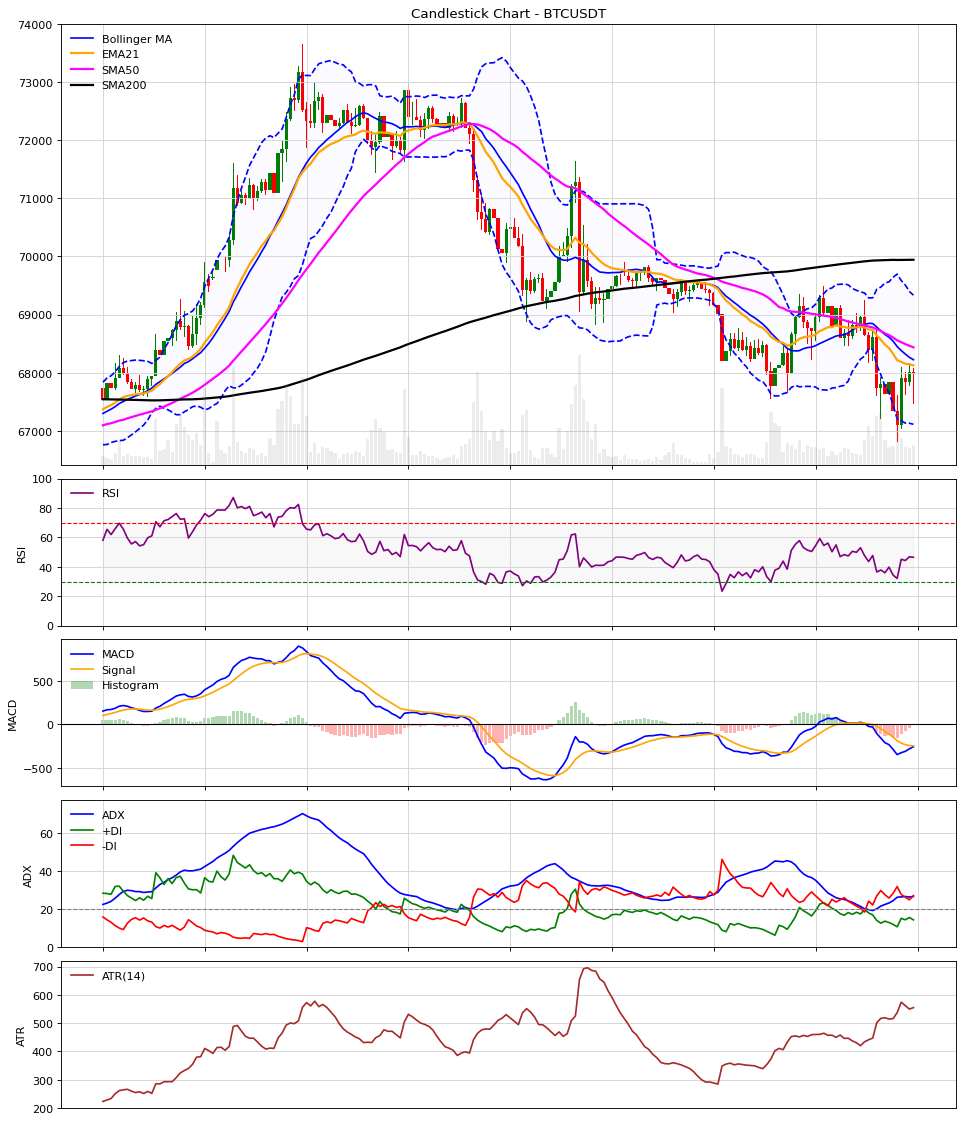 Candlestick Chart - BTCUSDT
74000
Bollinger MA
EMA21
SMA50
SMA200
73000
72000
71000
70000
69000
68000
67000
100
RSI
80
60
RSI
40
20
0
MACD
Signal
Histogram
500
MACD
0
−500
ADX
+DI
-DI
60
ADX
40
20
0
700
ATR(14)
600
500
ATR
400
300
200